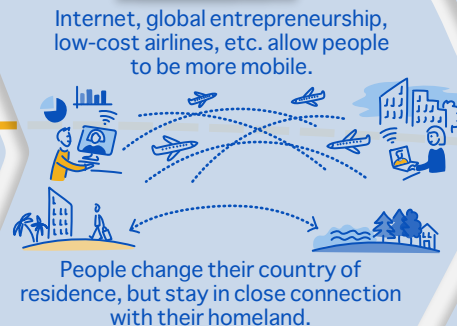 Internet, global entrepreneurship,
low-cost airlines, etc. allow people
to be more mobile.
People change their country of
residence, but stay in close connection
with their homeland.